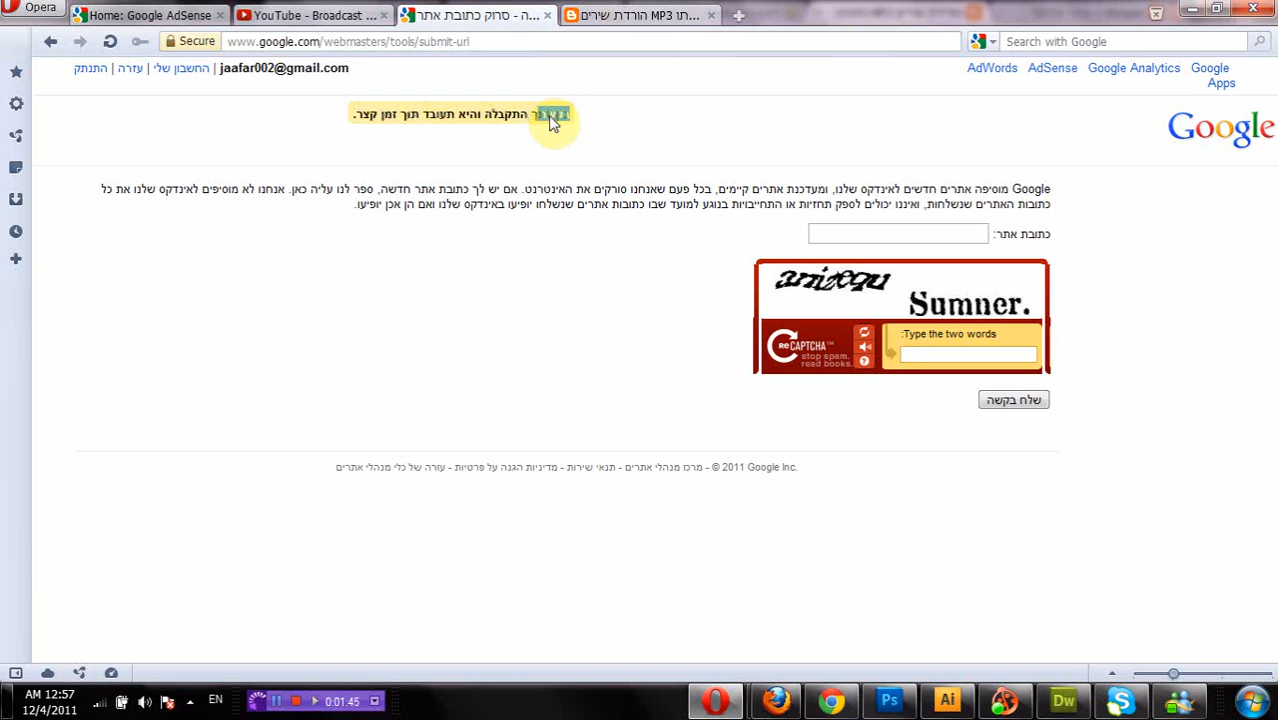 Opera
Home: Google AdSense
YouTube - Broadcast ...
ה - סרוק כתובת אתר...
תו MP3 הורדת שירים...
Secure
www.google.com/webmasters/tools/submit-url
Search with Google
jaafar002@gmail.com | החשבון שלי | עזרה | התנתק
AdWords AdSense Google Analytics Google Apps
התקבלה והיא תעובד תוך זמן קצר.
Google
Google מוסיפה אתרים חדשים לאינדקס שלנו, ומעדכנת אתרים קיימים, בכל פעם שאנחנו סורקים את האינטרנט. אם יש לך כתובת אתר חדשה, ספר לנו עליה כאן. אנחנו לא מוסיפים לאינדקס שלנו את כל
כתובות האתרים שנשלחות, ואיננו יכולים לספק תחזיות או התחייבויות בנוגע למועד שבו כתובות אתרים שנשלחו יופיעו באינדקס שלנו ואם הן אכן יופיעו.
כתובת אתר:
anizequ
Sumner.
reCAPTCHA™
stop spam.
read books.
Type the two words:
שלח בקשה
© 2011 Google Inc. - מרכז מנהלי אתרים - תנאי שירות - מדיניות הגנה על פרטיות - עזרה של כלי מנהלי אתרים
AM 12:57
12/4/2011
EN
0:01:45
Ps
Ai
Dw